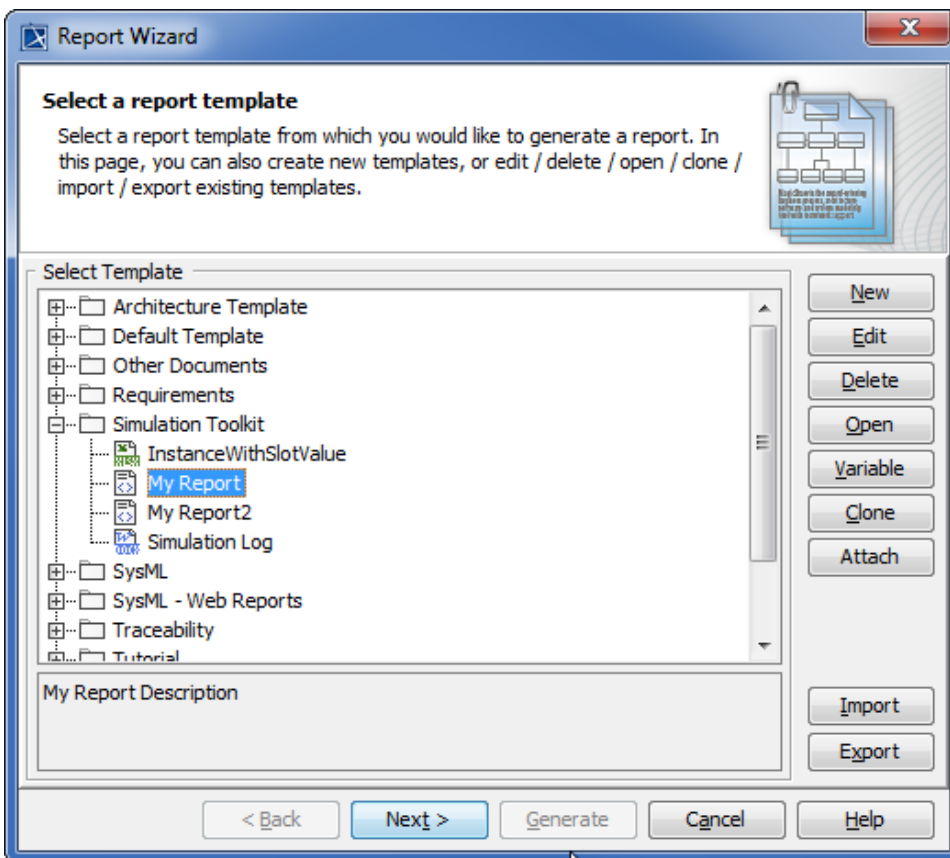 Report Wizard
Select a report template
Select a report template from which you would like to generate a report. In
this page, you can also create new templates, or edit / delete / open / clone /
import / export existing templates.
Select Template
Architecture Template
Default Template
Other Documents
Requirements
Simulation Toolkit
InstanceWithSlotValue
My Report
My Report2
Simulation Log
SysML
SysML - Web Reports
Traceability
Tutorial
New
Edit
Delete
Open
Variable
Clone
Attach
My Report Description
Import
Export
< Back
Next >
Generate
Cancel
Help